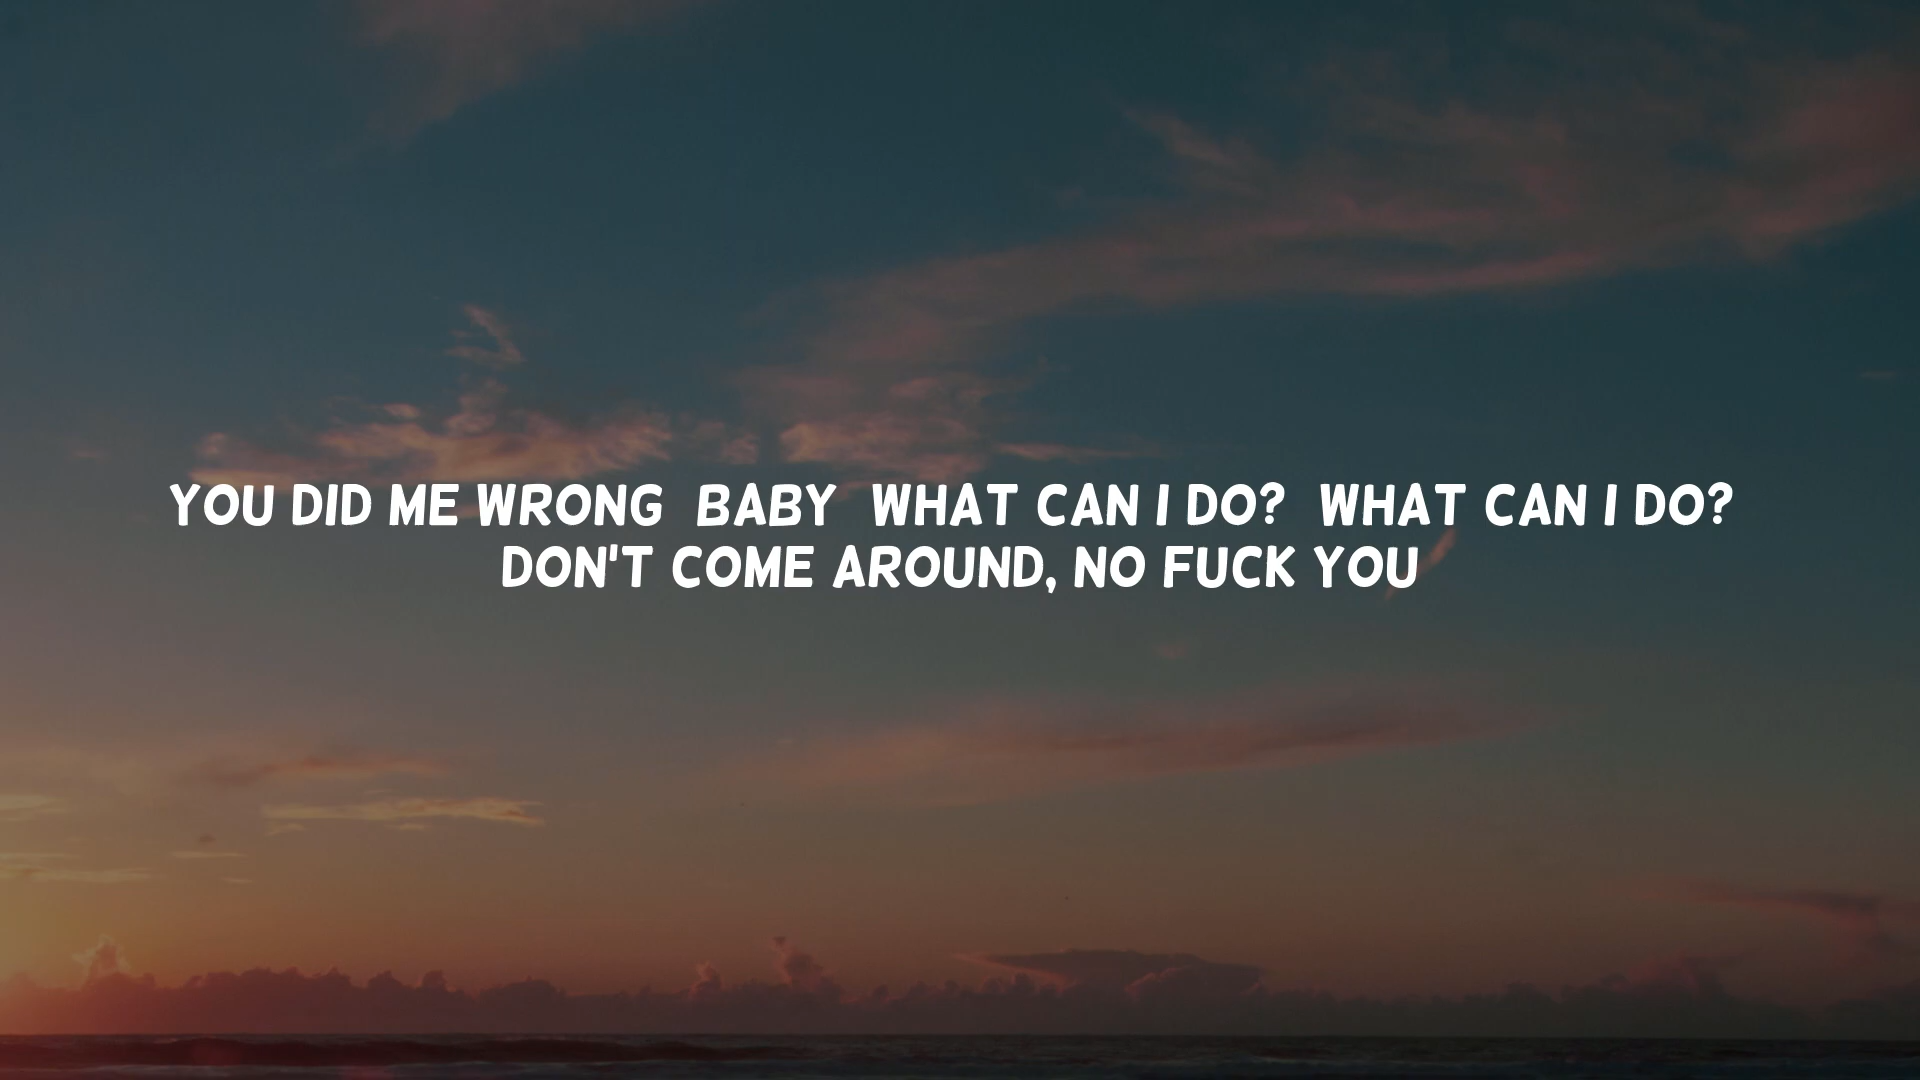 YOU DID ME WRONG  BABY  WHAT CAN I DO?  WHAT CAN I DO?
DON'T COME AROUND, NO FUCK YOU